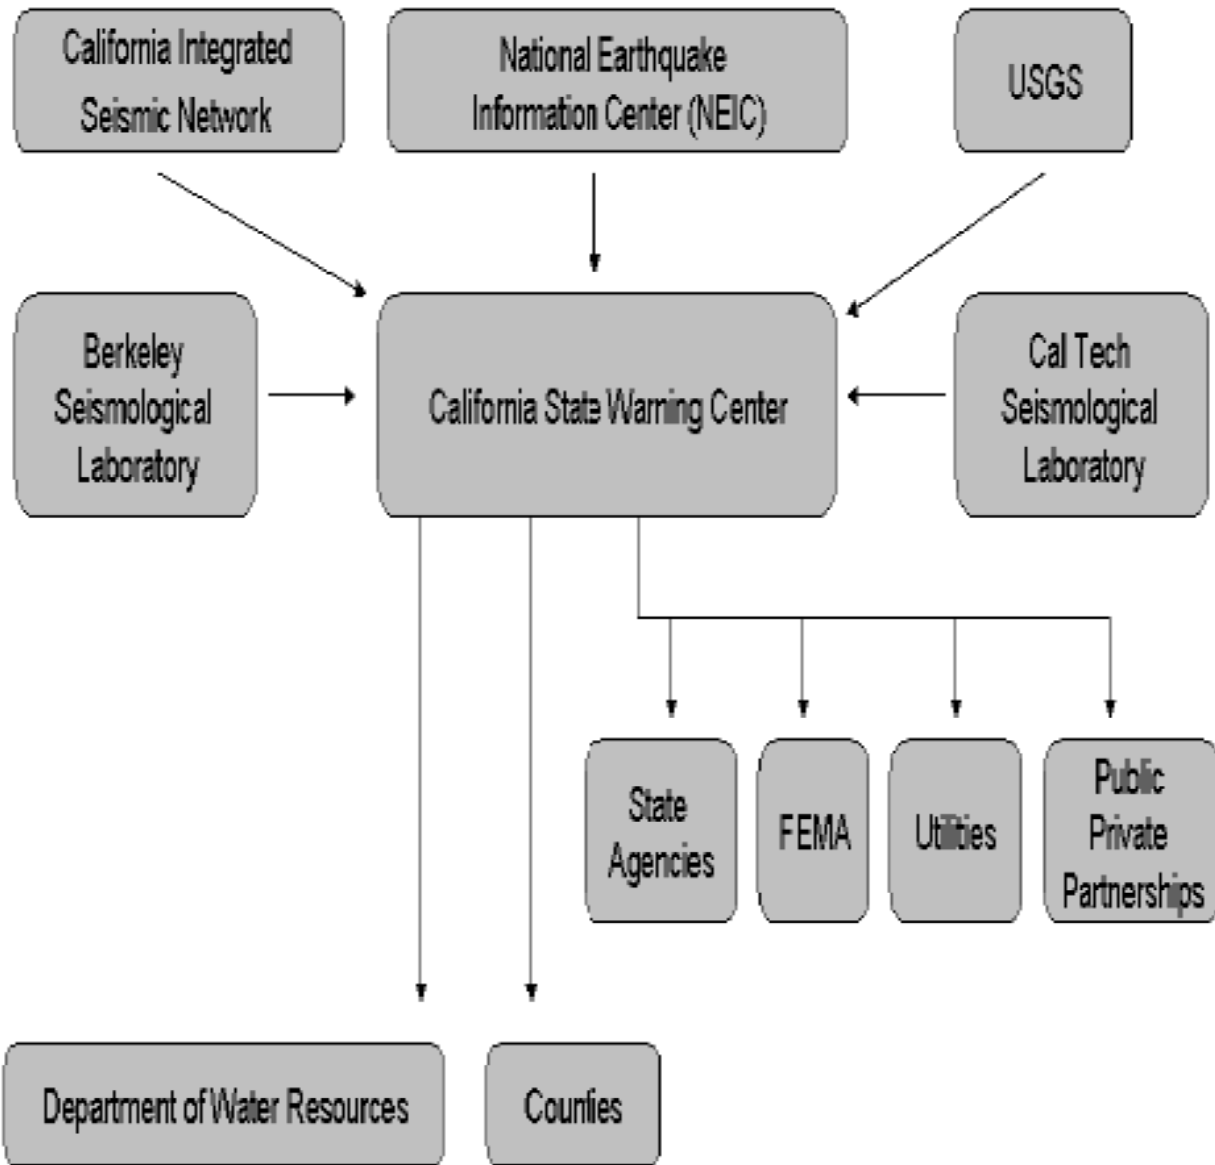 California Integrated
Seismic Network
National Earthquake
Information Center (NEIC)
USGS
Berkeley
Seismological
Laboratory
California State Warning Center
Cal Tech
Seismological
Laboratory
State
Agencies
FEMA
Utilities
Public
Private
Partnerships
Department of Water Resources
Counties